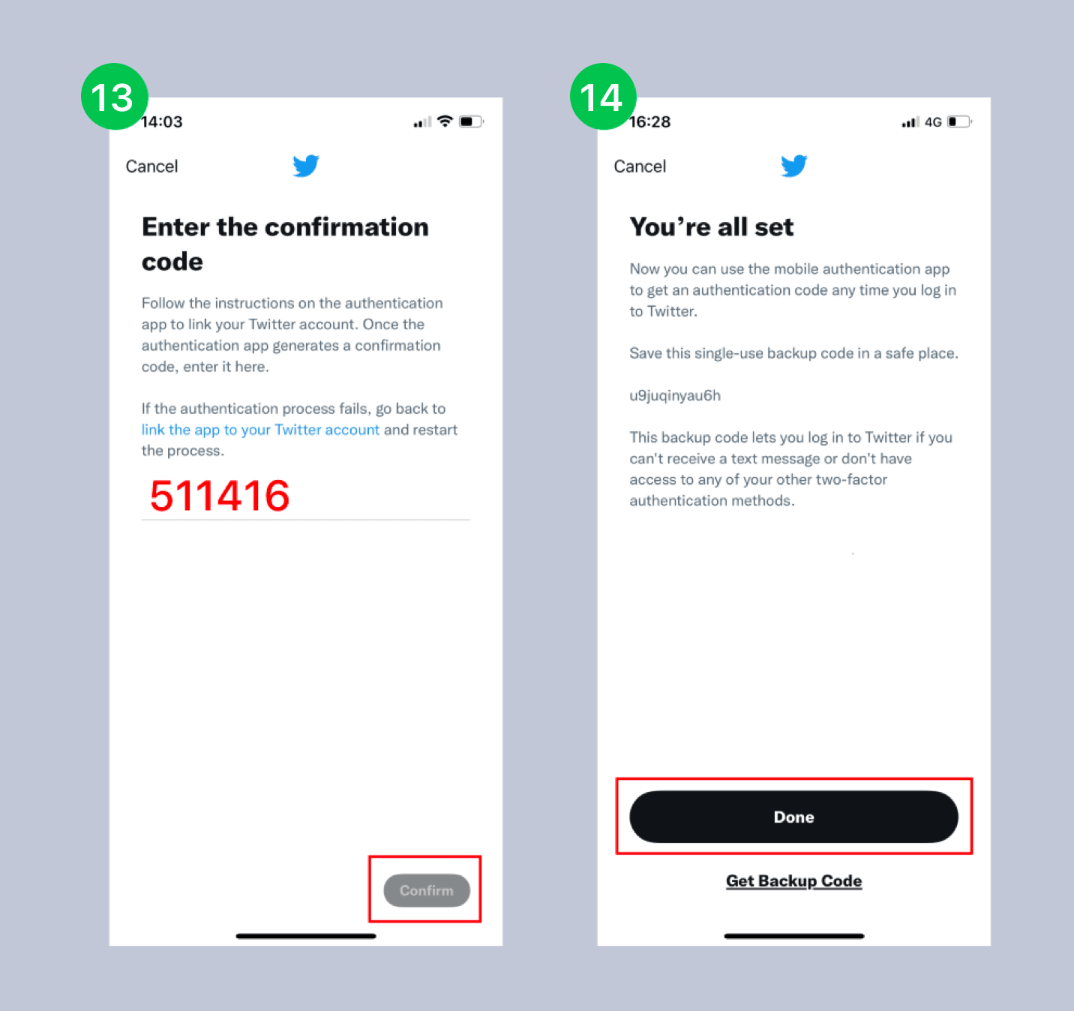 13
14:03
Cancel
Enter the confirmation
code
Follow the instructions on the authentication
app to link your Twitter account. Once the
authentication app generates a confirmation
code, enter it here.
If the authentication process fails, go back to
link the app to your Twitter account and restart
the process.
511416
Confirm
14
16:28
4G
Cancel
You’re all set
Now you can use the mobile authentication app
to get an authentication code any time you log in
to Twitter.
Save this single-use backup code in a safe place.
u9juqinyau6h
This backup code lets you log in to Twitter if you
can't receive a text message or don't have
access to any of your other two-factor
authentication methods.
Done
Get Backup Code